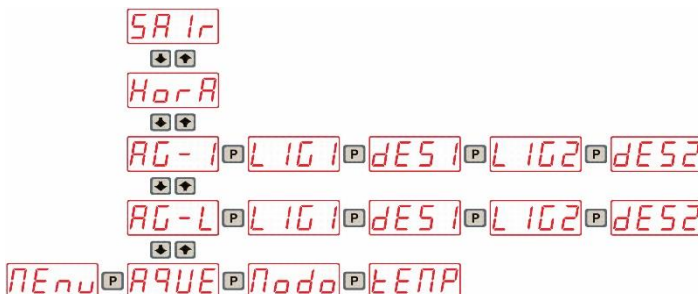 SAIr
HorA
AG-1 P LIG1 P dES1 P LIG2 P dES2
AG-L P LIG1 P dES1 P LIG2 P dES2
MEnu P AQUE P Modo P tEMP